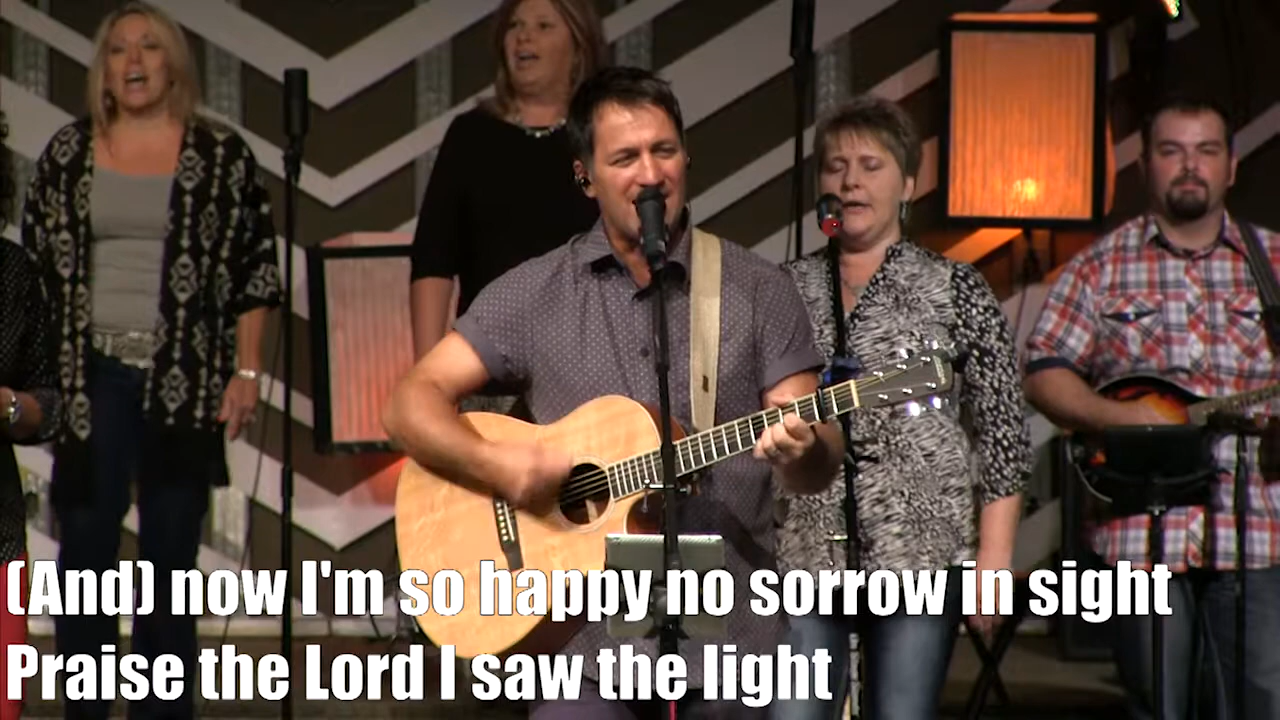 (And) now I'm so happy no sorrow in sight
Praise the Lord I saw the light